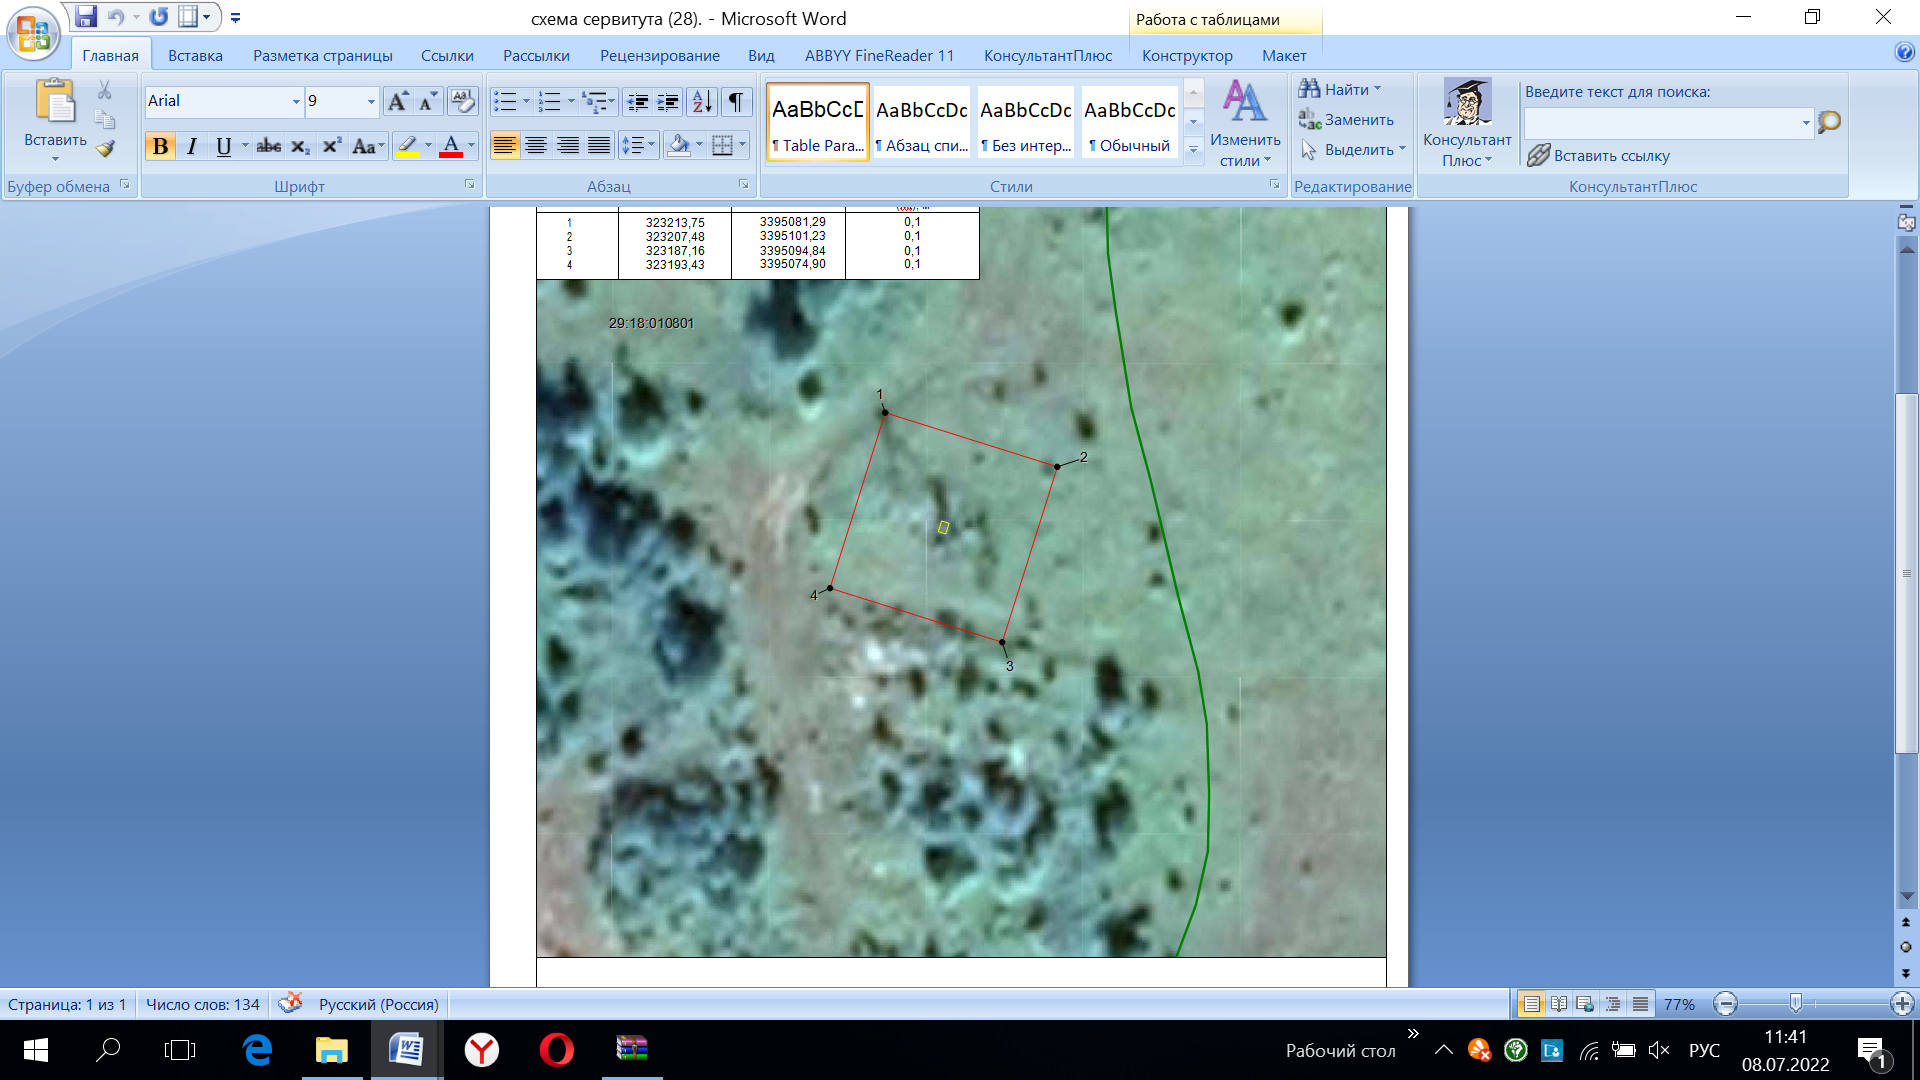 схема сервитута (28). - Microsoft Word
Работа с таблицами
Главная Вставка Разметка страницы Ссылки Рассылки Рецензирование Вид ABBYY FineReader 11 КонсультантПлюс Конструктор Макет
Вставить
Буфер обмена
Arial 9
Шрифт
Абзац
AaBbCcD AaBbCcDc AaBbCcDc AaBbCcDc
¶ Table Para... ¶ Абзац спи... ¶ Без интер... ¶ Обычный
Изменить стили
Стили
Найти
Заменить
Выделить
Редактирование
Консультант Плюс
Введите текст для поиска:
Вставить ссылку
КонсультантПлюс
1 323213,75 3395081,29 0,1
2 323207,48 3395101,23 0,1
3 323187,16 3395094,84 0,1
4 323193,43 3395074,90 0,1
29:18:010801
1
2
4
3
Страница: 1 из 1 Число слов: 134 Русский (Россия) 77%
Рабочий стол РУС
11:41
08.07.2022
1